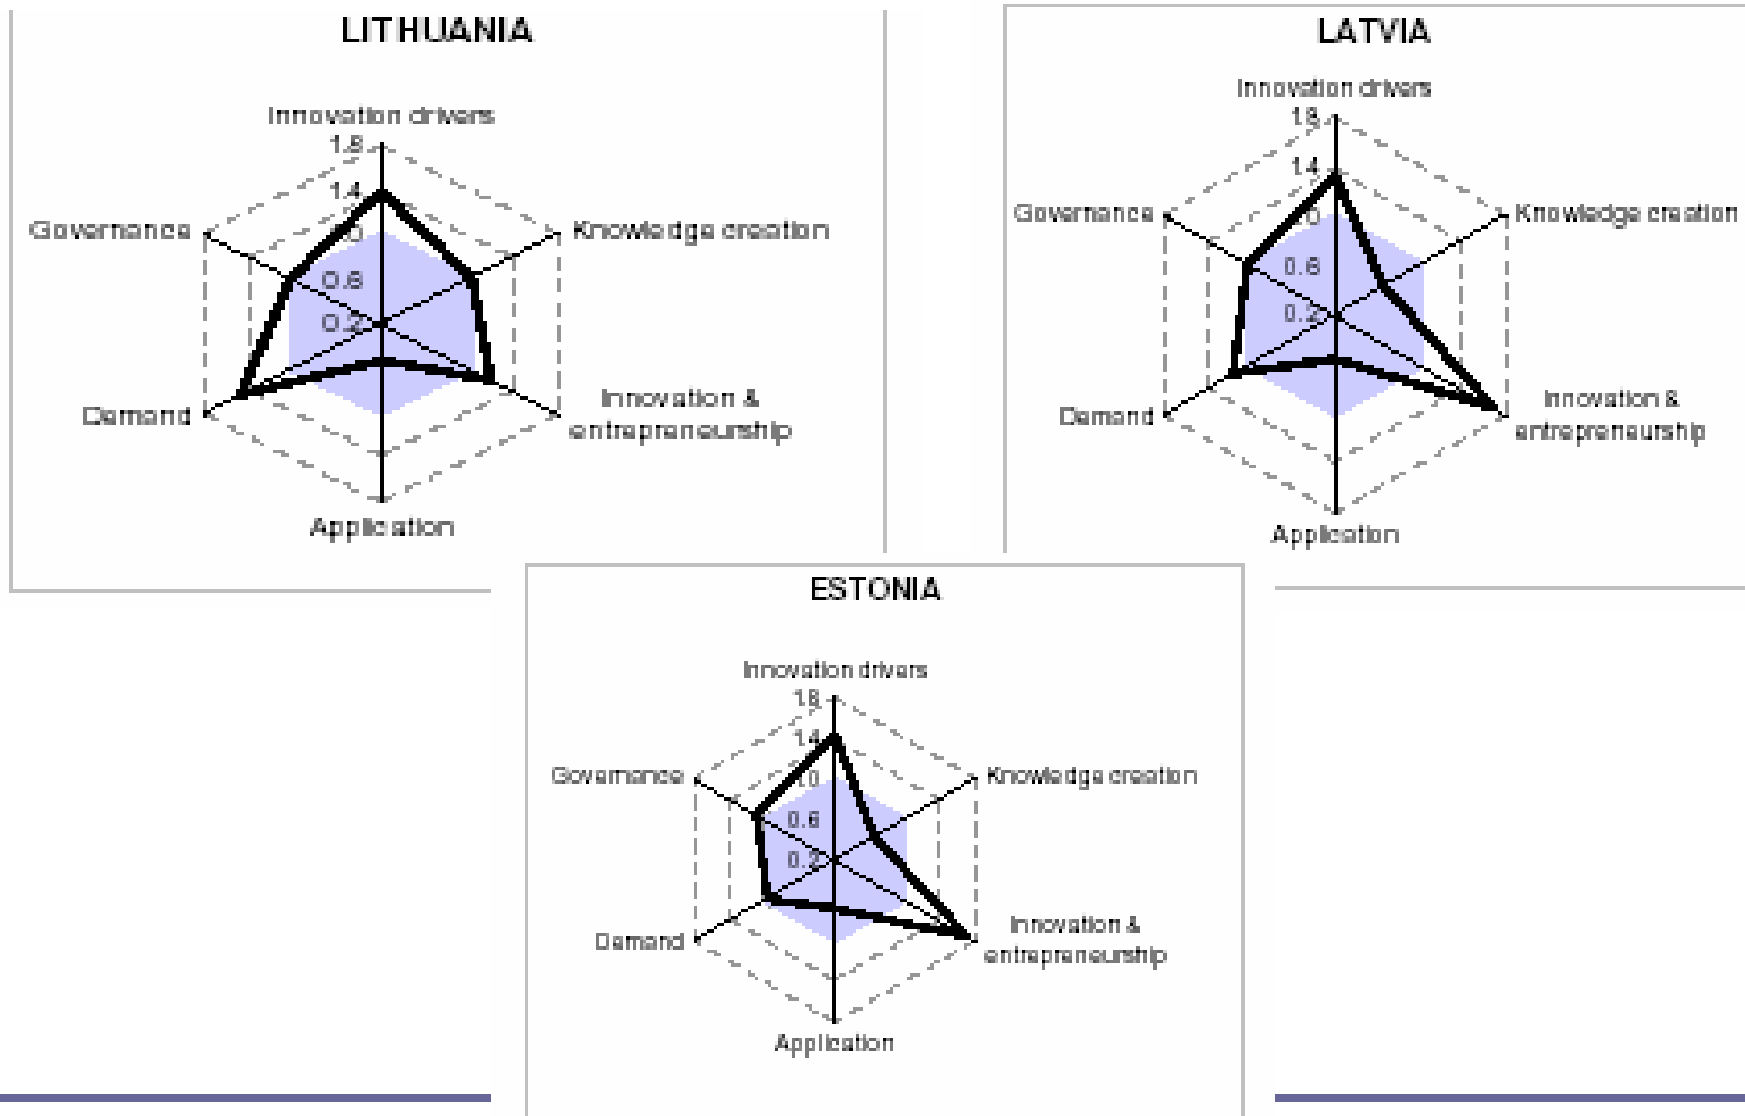 LITHUANIA
Innovation drivers
1.8
1.4
Governance
Knowledge creation
0.6
0.2
Demand
Innovation &
entrepreneurship
Application
LATVIA
Innovation drivers
1.8
1.4
Governance
Knowledge creation
0.6
0.2
Demand
Innovation &
entrepreneurship
Application
ESTONIA
Innovation drivers
1.8
1.4
Governance
1.0
Knowledge creation
0.6
0.2
Demand
Innovation &
entrepreneurship
Application